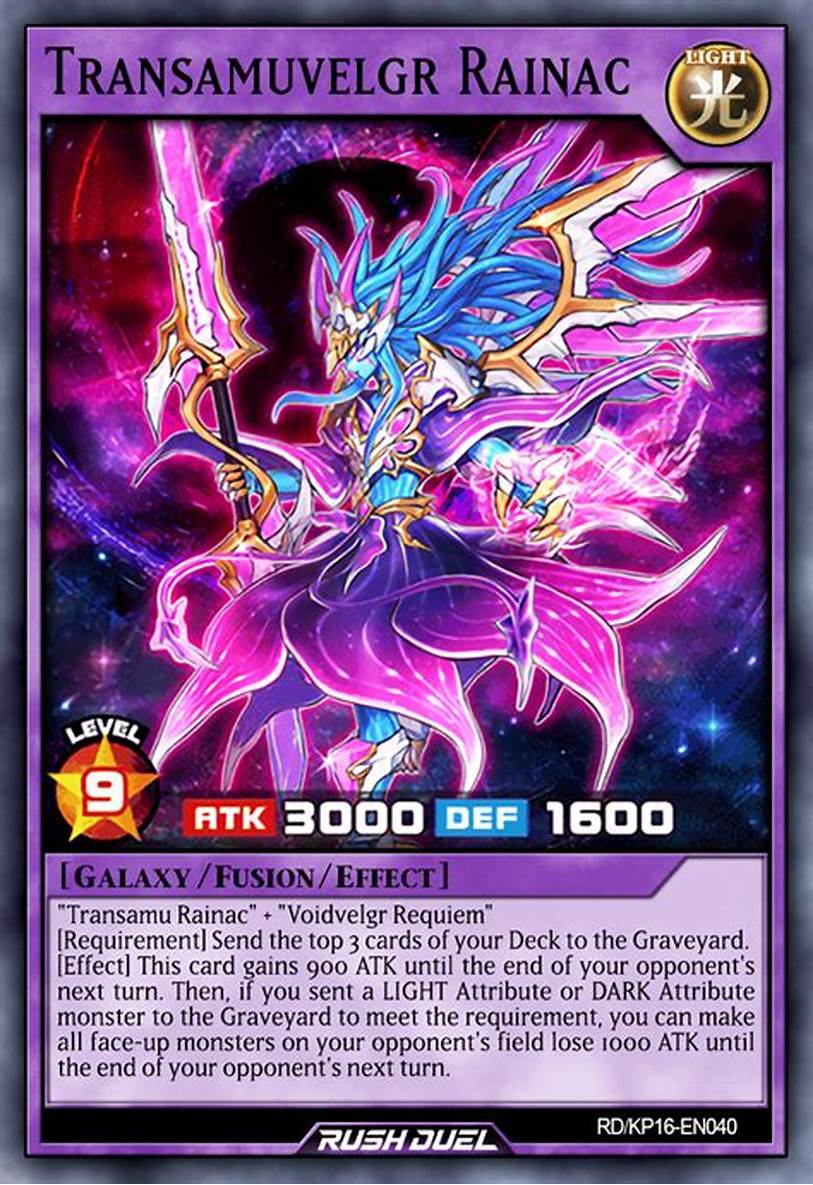 Transamuvelgr Rainac
LIGHT
光
LEVEL
9
ATK 3000 DEF 1600
[Galaxy/Fusion/Effect]
"Transamu Rainac" + "Voidvelgr Requiem"
[Requirement] Send the top 3 cards of your Deck to the Graveyard.
[Effect] This card gains 900 ATK until the end of your opponent's
next turn. Then, if you sent a LIGHT Attribute or DARK Attribute
monster to the Graveyard to meet the requirement, you can make
all face-up monsters on your opponent's field lose 1000 ATK until
the end of your opponent's next turn.
RUSH DUEL
RD/KP16-EN040